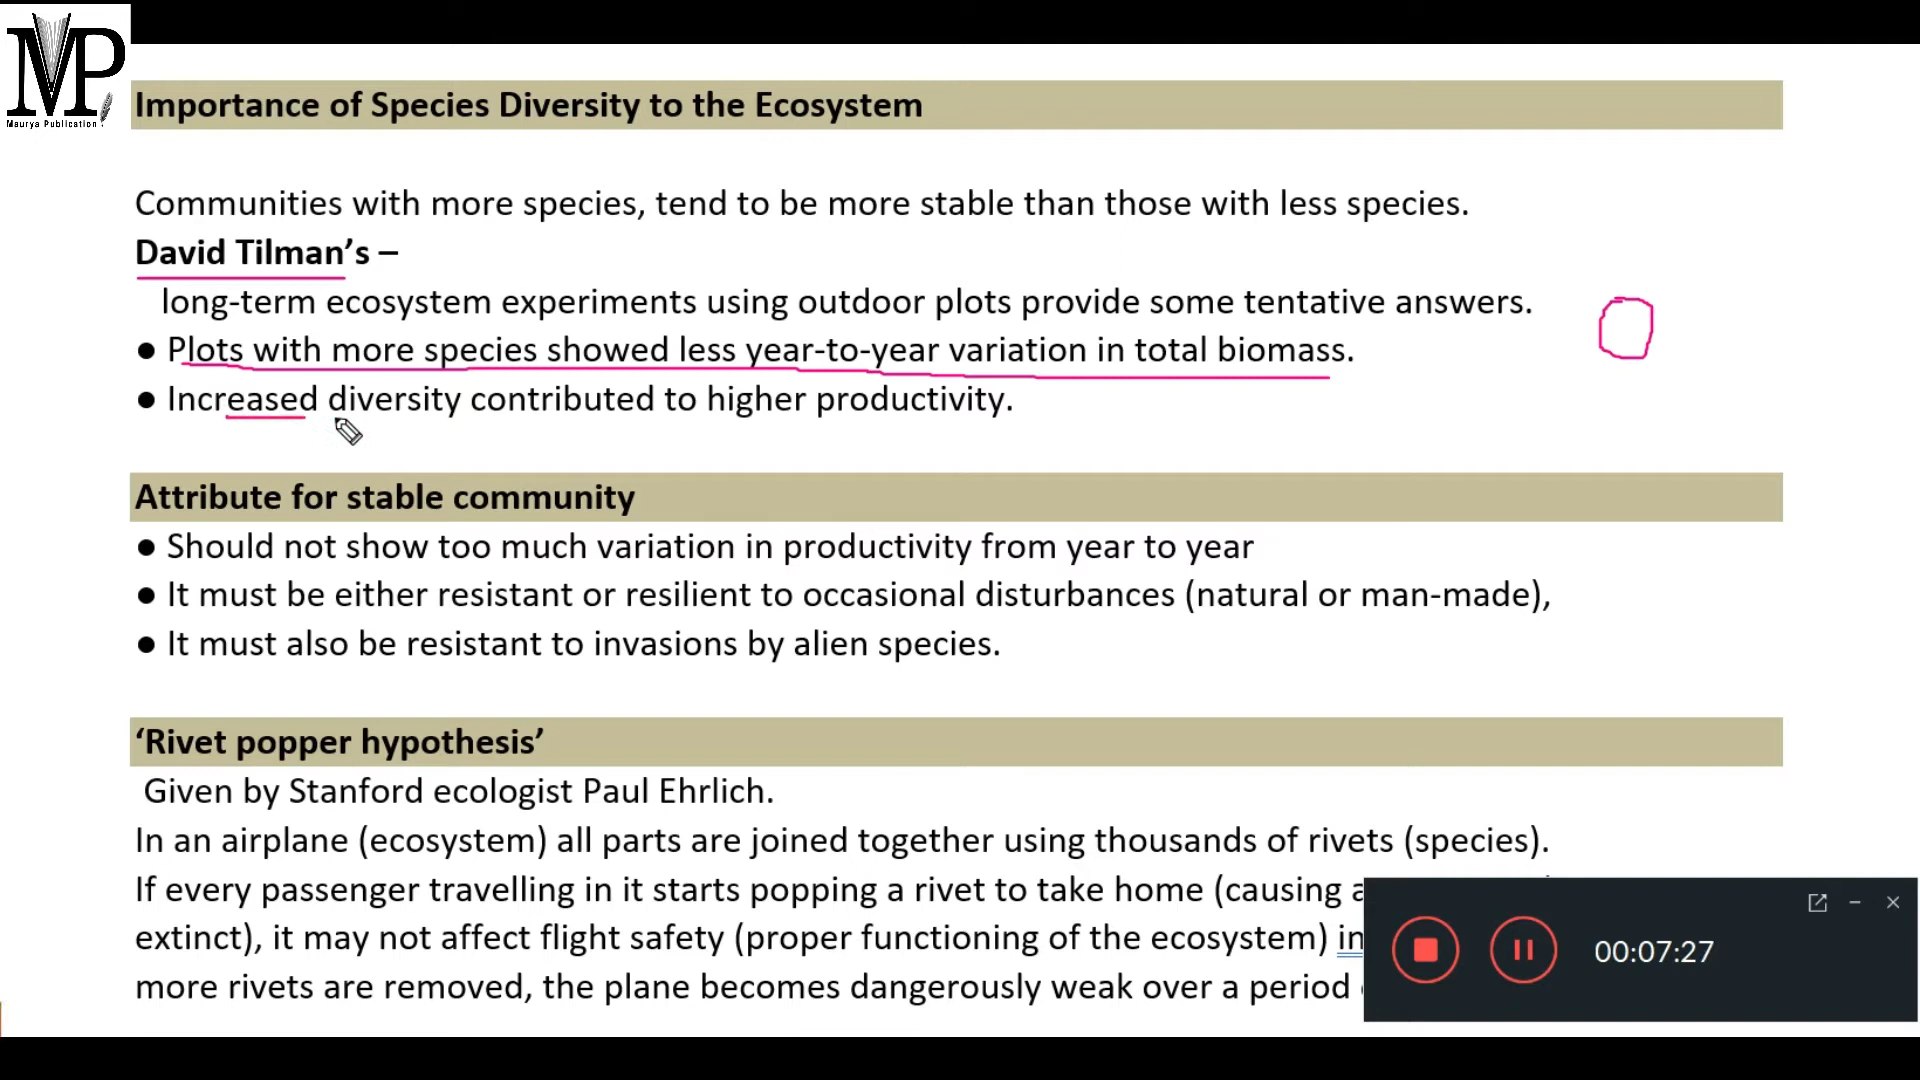 MP
Maurya Publication
Importance of Species Diversity to the Ecosystem
Communities with more species, tend to be more stable than those with less species.
David Tilman’s –
long-term ecosystem experiments using outdoor plots provide some tentative answers.
● Plots with more species showed less year-to-year variation in total biomass.
● Increased diversity contributed to higher productivity.
Attribute for stable community
● Should not show too much variation in productivity from year to year
● It must be either resistant or resilient to occasional disturbances (natural or man-made),
● It must also be resistant to invasions by alien species.
‘Rivet popper hypothesis’
Given by Stanford ecologist Paul Ehrlich.
In an airplane (ecosystem) all parts are joined together using thousands of rivets (species).
If every passenger travelling in it starts popping a rivet to take home (causing a
extinct), it may not affect flight safety (proper functioning of the ecosystem) in
more rivets are removed, the plane becomes dangerously weak over a period
00:07:27